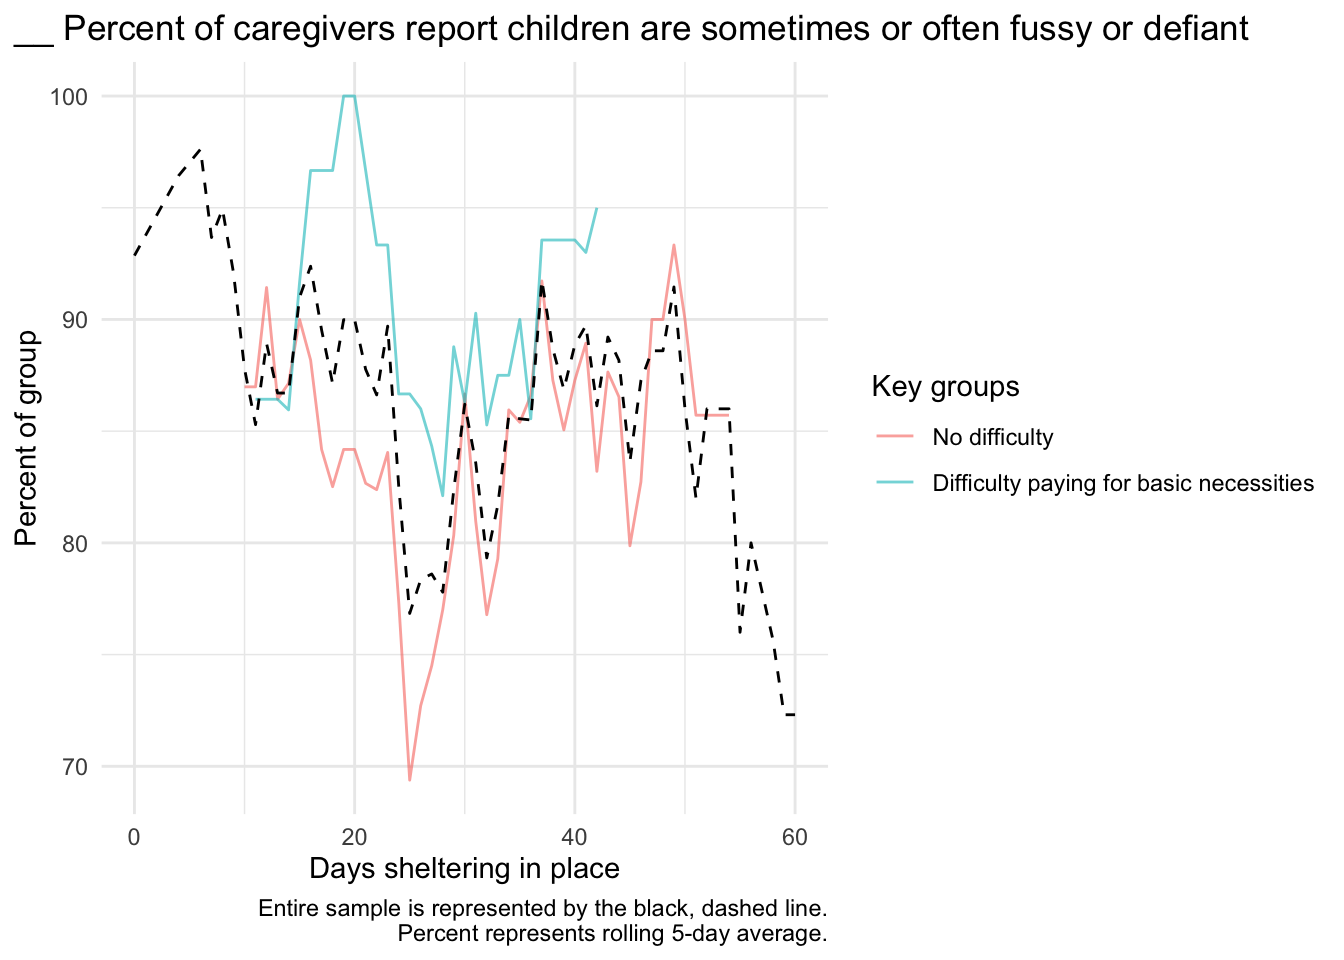 __ Percent of caregivers report children are sometimes or often fussy or defiant
100
90
80
70
Percent of group
0 20 40 60
Days sheltering in place
Key groups
No difficulty
Difficulty paying for basic necessities
Entire sample is represented by the black, dashed line.
Percent represents rolling 5-day average.